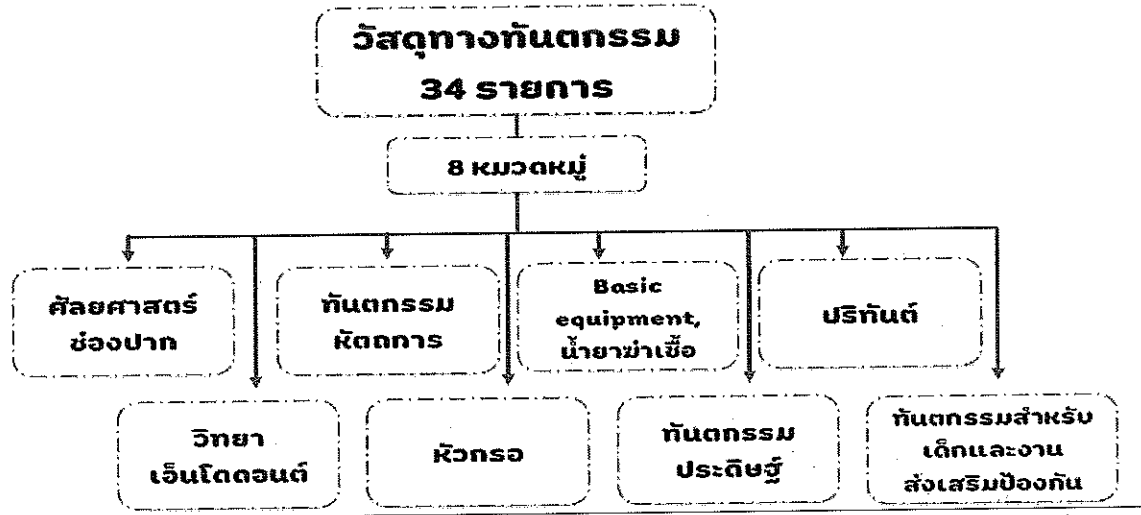 วัสดุทางทันตกรรม
34 รายการ
8 หมวดหมู่
ศัลยศาสตร์
ช่องปาก
ทันตกรรม
หัตถการ
Basic
equipment,
น้ำยาฆ่าเชื้อ
ปริทันต์
วิทยา
เอ็นโดดอนต์
หัวกรอ
ทันตกรรม
ประดิษฐ์
ทันตกรรมสำหรับ
เด็กและงาน
ส่งเสริมป้องกัน